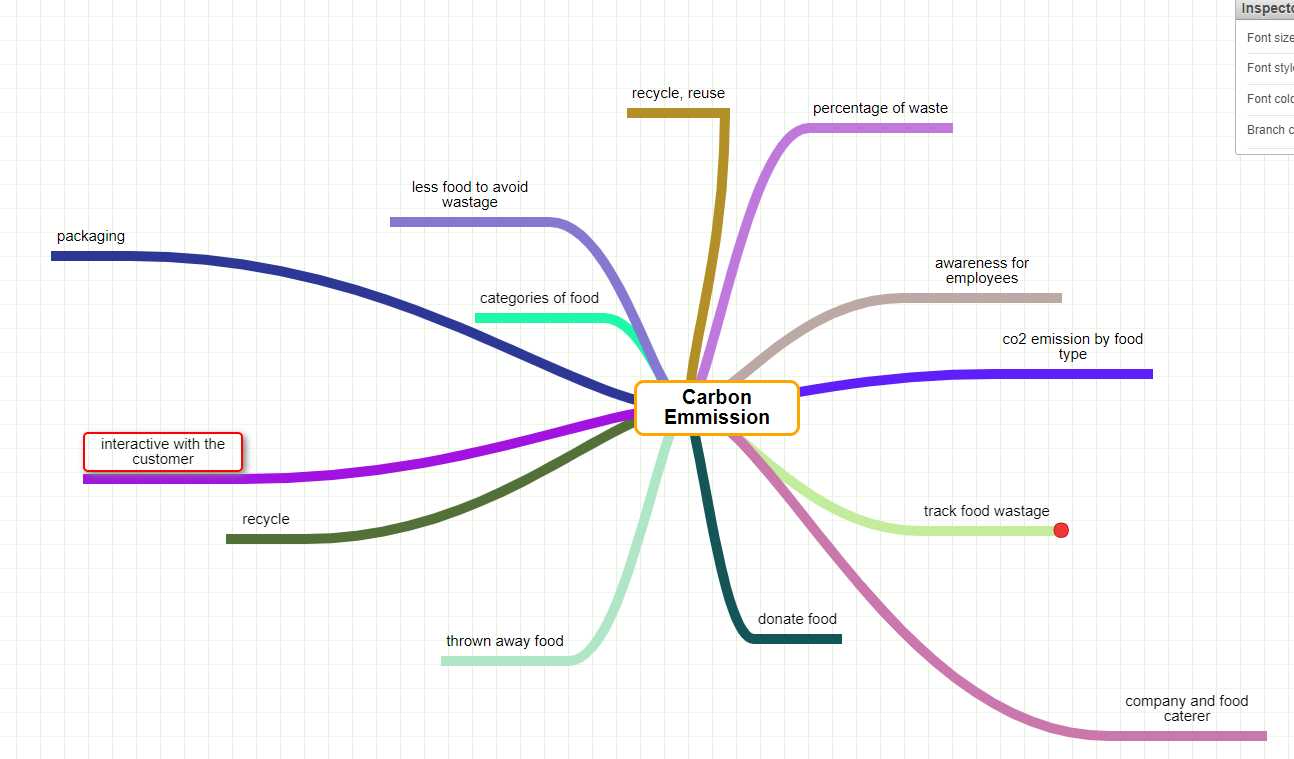 Inspecto
Font size
Font style
Font colo
Branch c
recycle, reuse
percentage of waste
less food to avoid
wastage
packaging
awareness for
employees
categories of food
co2 emission by food
type
Carbon
Emmission
interactive with the
customer
recycle
track food wastage
donate food
thrown away food
company and food
caterer